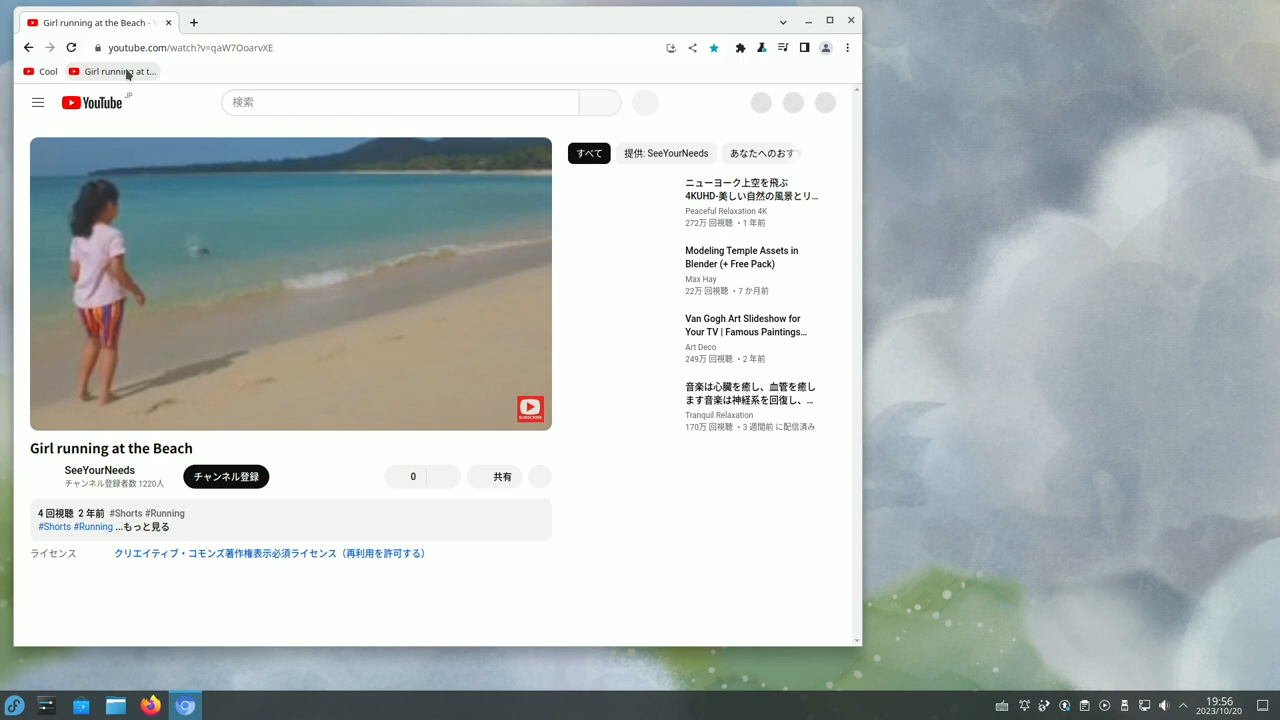 Girl running at the Beach - Y
youtube.com/watch?v=qaW7OoarvXE
Cool
Girl running at t...
YouTube JP
検索
すべて
提供: SeeYourNeeds
あなたへのおす
ニューヨーク上空を飛ぶ
4KUHD-美しい自然の風景とリ...
Peaceful Relaxation 4K
272万 回視聴 ・1 年前
Modeling Temple Assets in
Blender (+ Free Pack)
Max Hay
22万 回視聴 ・7 か月前
Van Gogh Art Slideshow for
Your TV | Famous Paintings...
Art Deco
249万 回視聴 ・2 年前
音楽は心臓を癒し、血管を癒し
ます音楽は神経系を回復し、...
Tranquil Relaxation
170万 回視聴 ・3 週間前 に配信済み
SUBSCRIBE
Girl running at the Beach
SeeYourNeeds
チャンネル登録者数 1220人
チャンネル登録
0
共有
4 回視聴 2 年前 #Shorts #Running
#Shorts #Running ...もっと見る
ライセンス
クリエイティブ・コモンズ著作権表示必須ライセンス（再利用を許可する）
19:56
2023/10/20